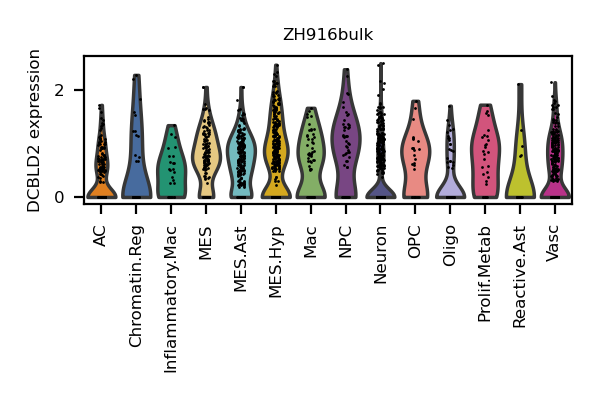 ZH916bulk
DCBLD2 expression
2
0
AC
Chromatin.Reg
Inflammatory.Mac
MES
MES.Ast
MES.Hyp
Mac
NPC
Neuron
OPC
Oligo
Prolif.Metab
Reactive.Ast
Vasc